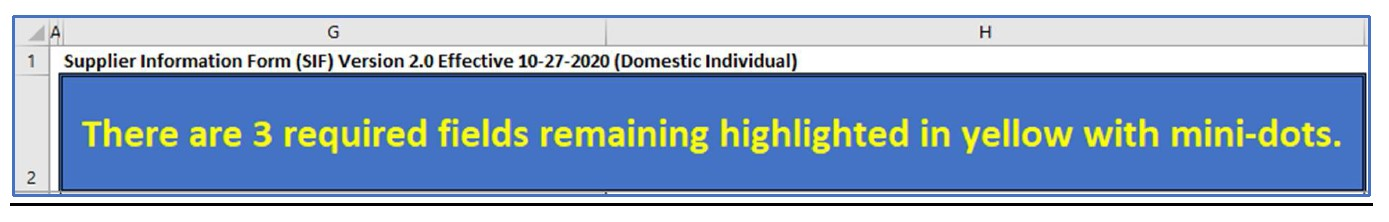 A G H
1 Supplier Information Form (SIF) Version 2.0 Effective 10-27-2020 (Domestic Individual)
There are 3 required fields remaining highlighted in yellow with mini-dots.
2